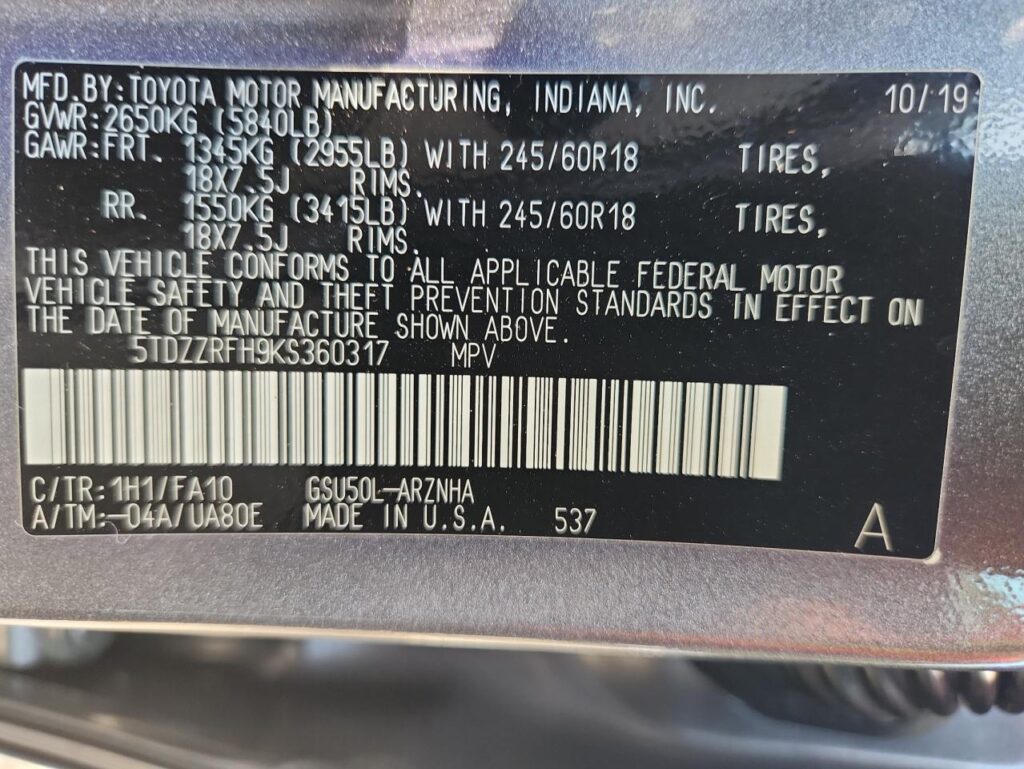 MFD. BY: TOYOTA MOTOR MANUFACTURING, INDIANA, INC. 10/19
GVWR: 2650KG (5840LB)
GAWR: FRT. 1345KG (2955LB) WITH 245/60R18 TIRES,
18X7.5J RIMS.
RR. 1550KG (3415LB) WITH 245/60R18 TIRES,
18X7.5J RIMS.
THIS VEHICLE CONFORMS TO ALL APPLICABLE FEDERAL MOTOR
VEHICLE SAFETY AND THEFT PREVENTION STANDARDS IN EFFECT ON
THE DATE OF MANUFACTURE SHOWN ABOVE.
5TDZZRFH9KS360317 MPV
C/TR: 1H1/FA10 GSU50L-ARZNHA
A/TM: -04A/UA80E MADE IN U.S.A. 537 A